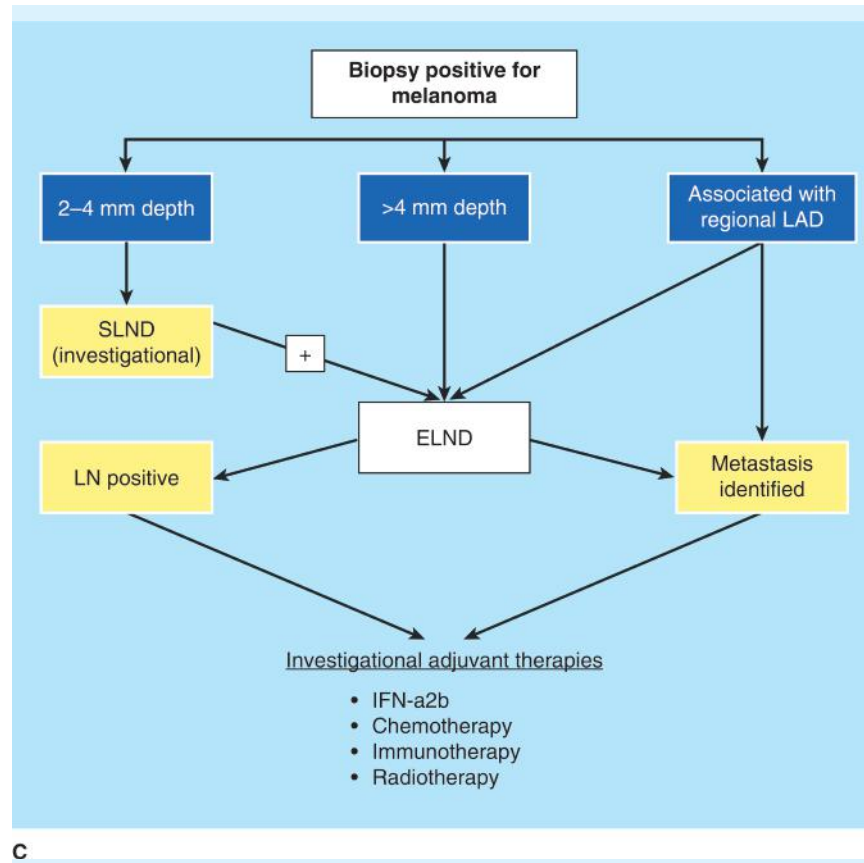 Biopsy positive for
melanoma
2–4 mm depth
>4 mm depth
Associated with
regional LAD
SLND
(investigational)
+
ELND
LN positive
Metastasis
identified
Investigational adjuvant therapies
• IFN-a2b
• Chemotherapy
• Immunotherapy
• Radiotherapy
C